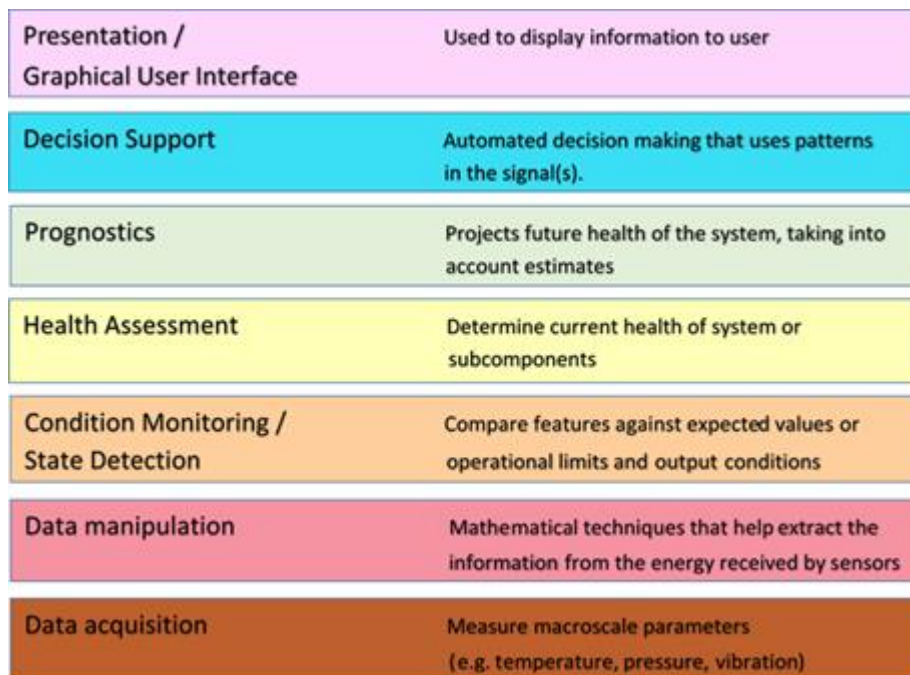 Presentation /
Graphical User Interface
Used to display information to user
Decision Support
Automated decision making that uses patterns
in the signal(s).
Prognostics
Projects future health of the system, taking into
account estimates
Health Assessment
Determine current health of system or
subcomponents
Condition Monitoring /
State Detection
Compare features against expected values or
operational limits and output conditions
Data manipulation
Mathematical techniques that help extract the
information from the energy received by sensors
Data acquisition
Measure macroscale parameters
(e.g. temperature, pressure, vibration)